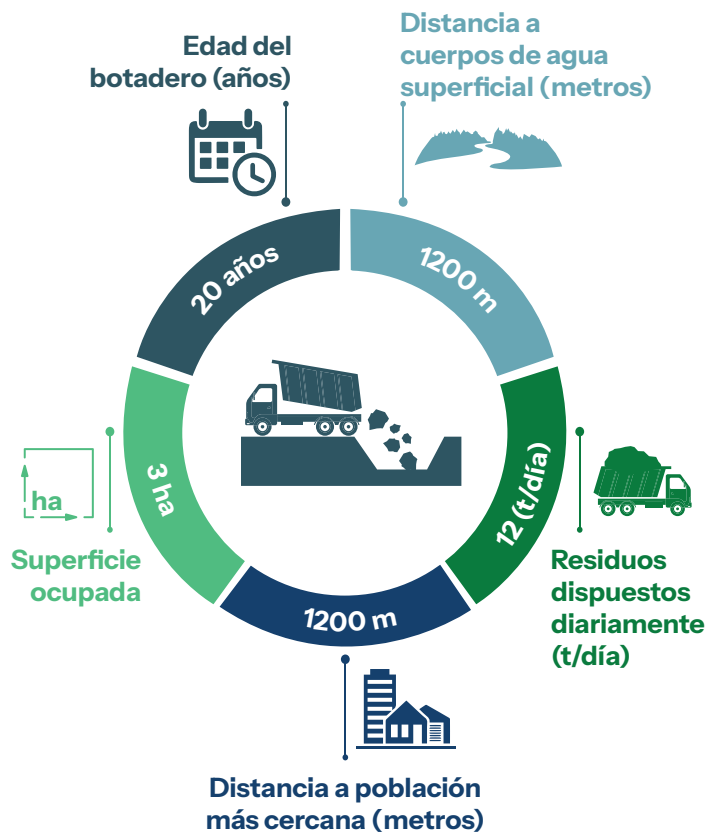 Edad del
botadero (años)
Distancia a
cuerpos de agua
superficial (metros)
20 años
1200 m
3 ha
12 (t/día)
1200 m
ha
Superficie
ocupada
Residuos
dispuestos
diariamente
(t/día)
Distancia a población
más cercana (metros)